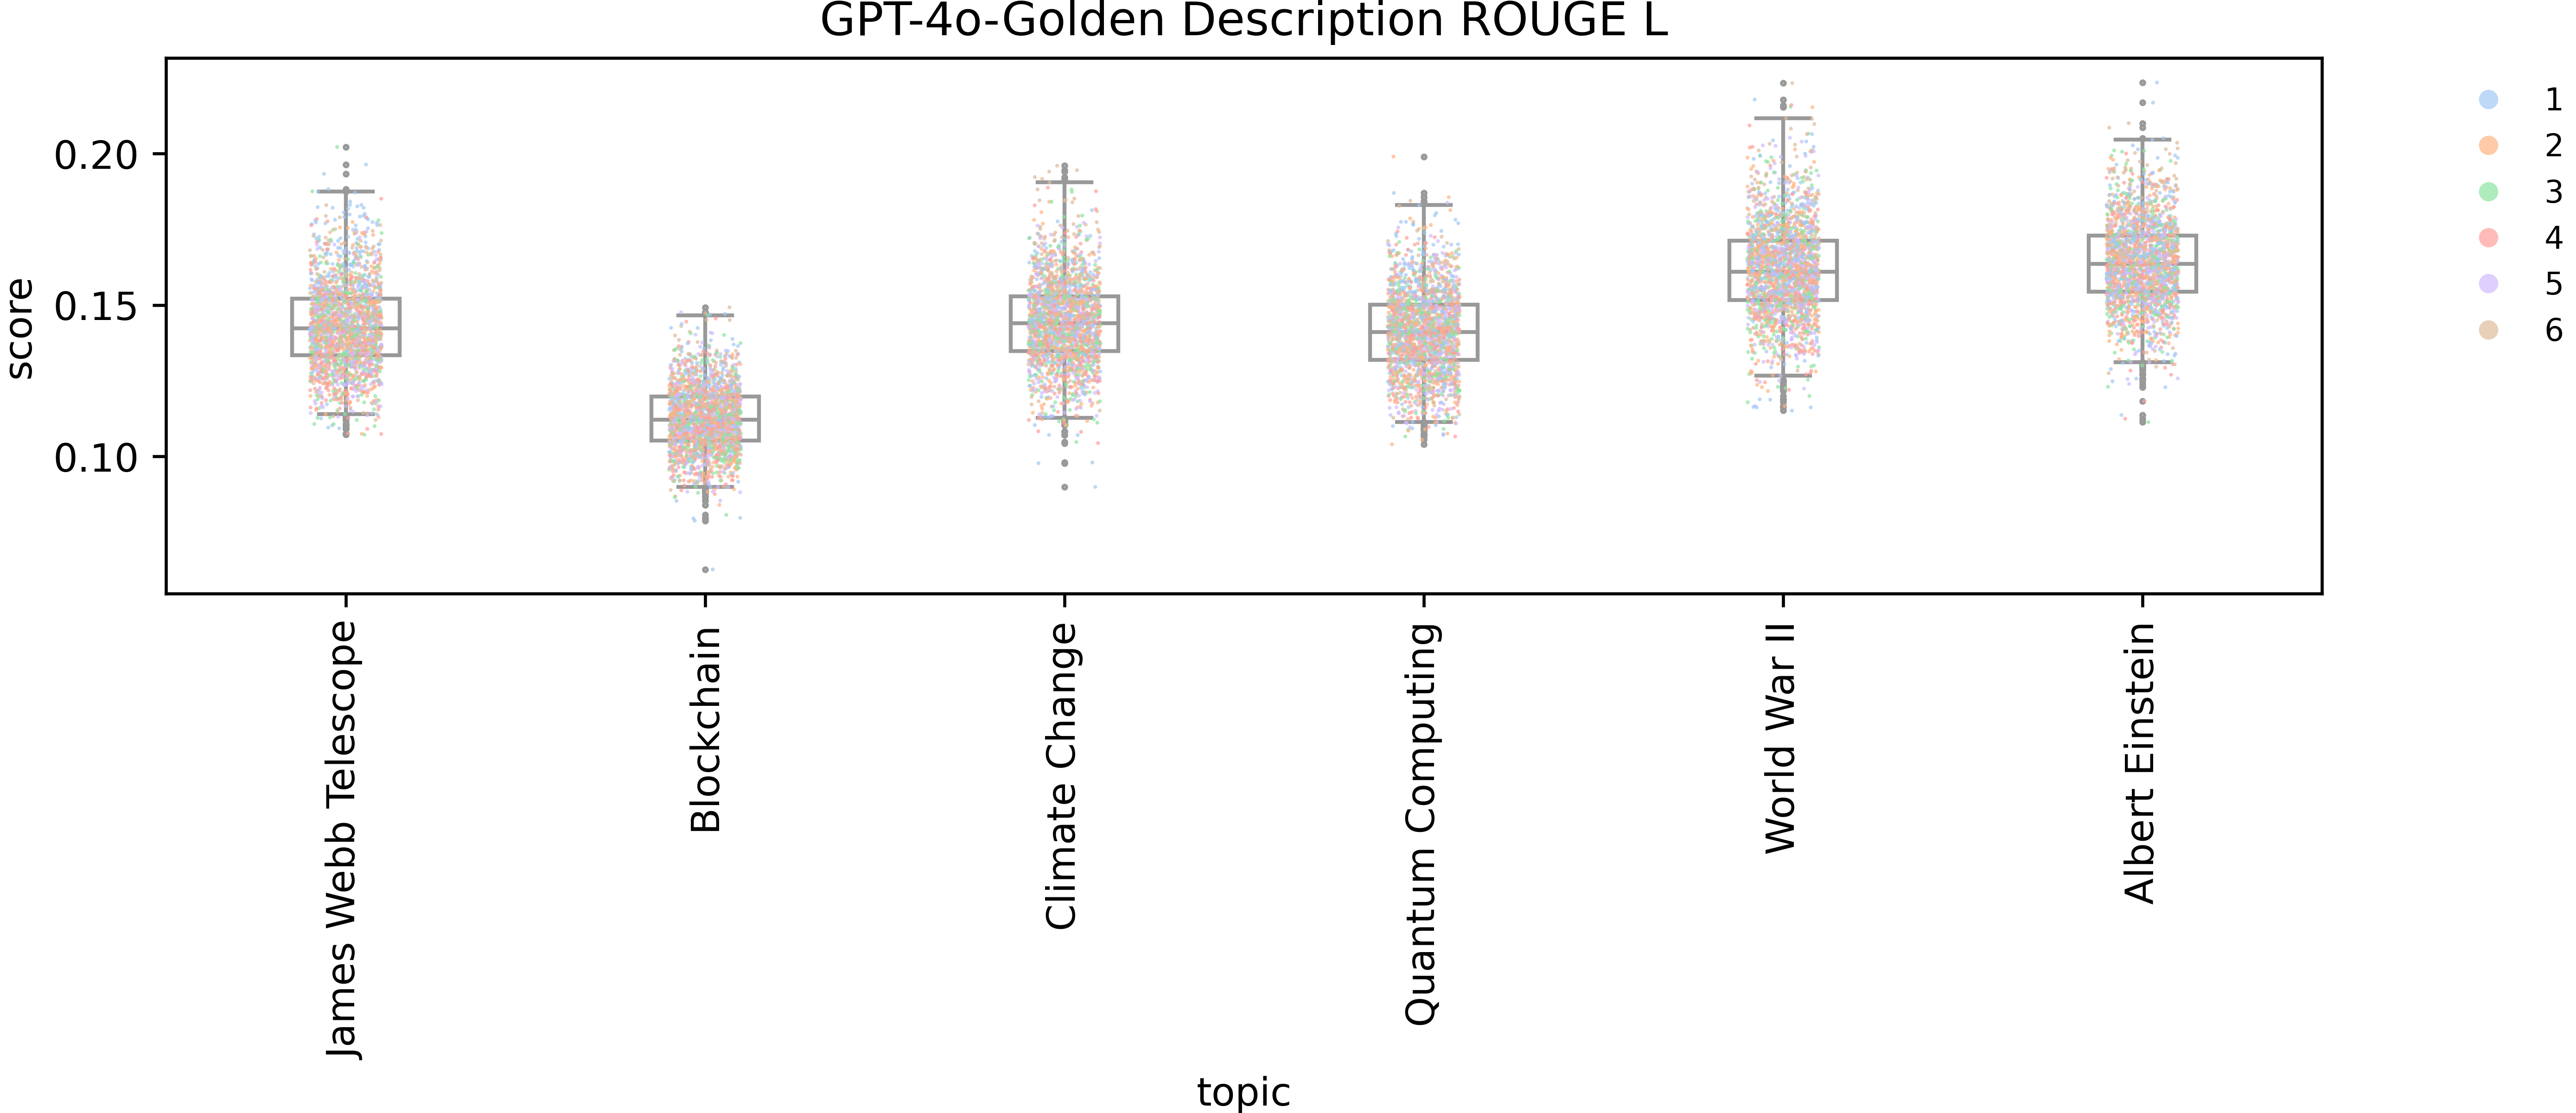 GPT-4o-Golden Description ROUGE L
score
0.20
0.15
0.10
1
2
3
4
5
6
James Webb Telescope
Blockchain
Climate Change
Quantum Computing
World War II
Albert Einstein
topic